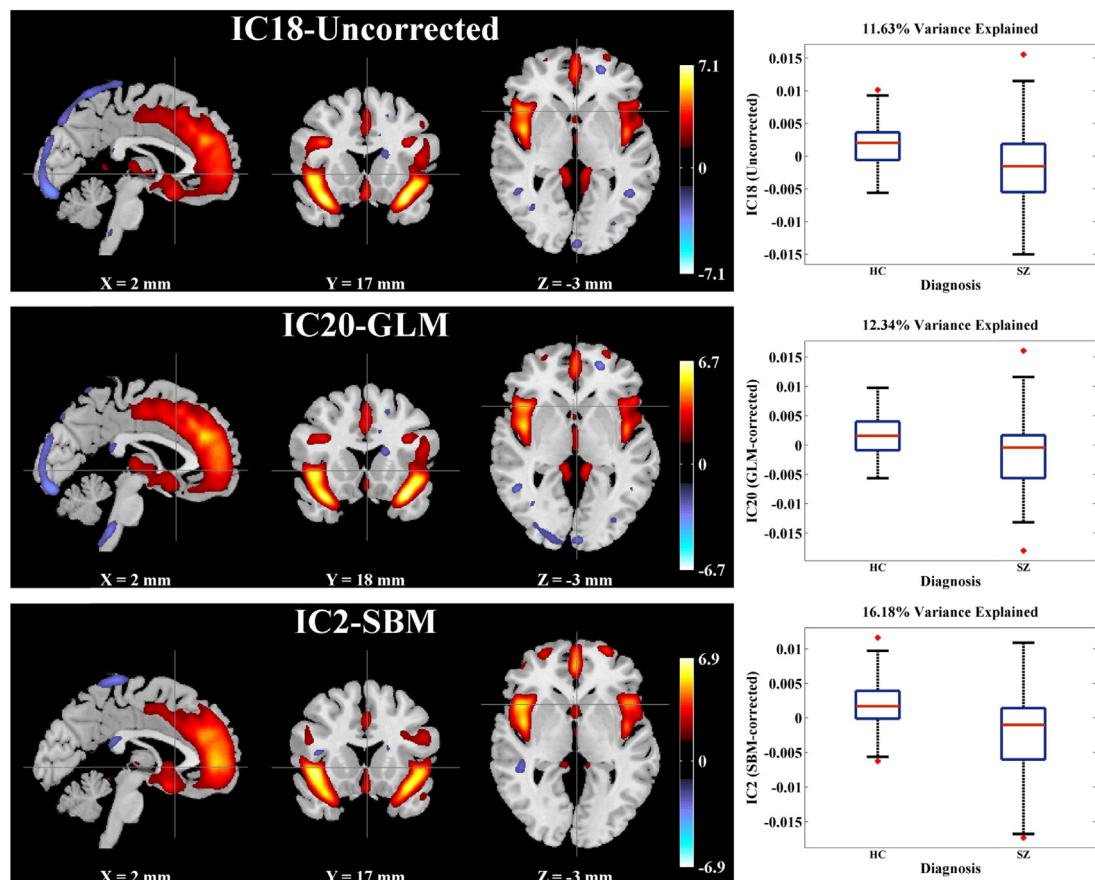 IC18-Uncorrected
7.1
0
-7.1
X = 2 mm
Y = 17 mm
Z = -3 mm
11.63% Variance Explained
IC18 (Uncorrected)
0.015
0.01
0.005
0
-0.005
-0.01
-0.015
HC
SZ
Diagnosis
IC20-GLM
6.7
0
-6.7
X = 2 mm
Y = 18 mm
Z = -3 mm
12.34% Variance Explained
IC20 (GLM-corrected)
0.015
0.01
0.005
0
-0.005
-0.01
-0.015
HC
SZ
Diagnosis
IC2-SBM
6.9
0
-6.9
X = 2 mm
Y = 17 mm
Z = -3 mm
16.18% Variance Explained
IC2 (SBM-corrected)
0.01
0.005
0
-0.005
-0.01
-0.015
HC
SZ
Diagnosis